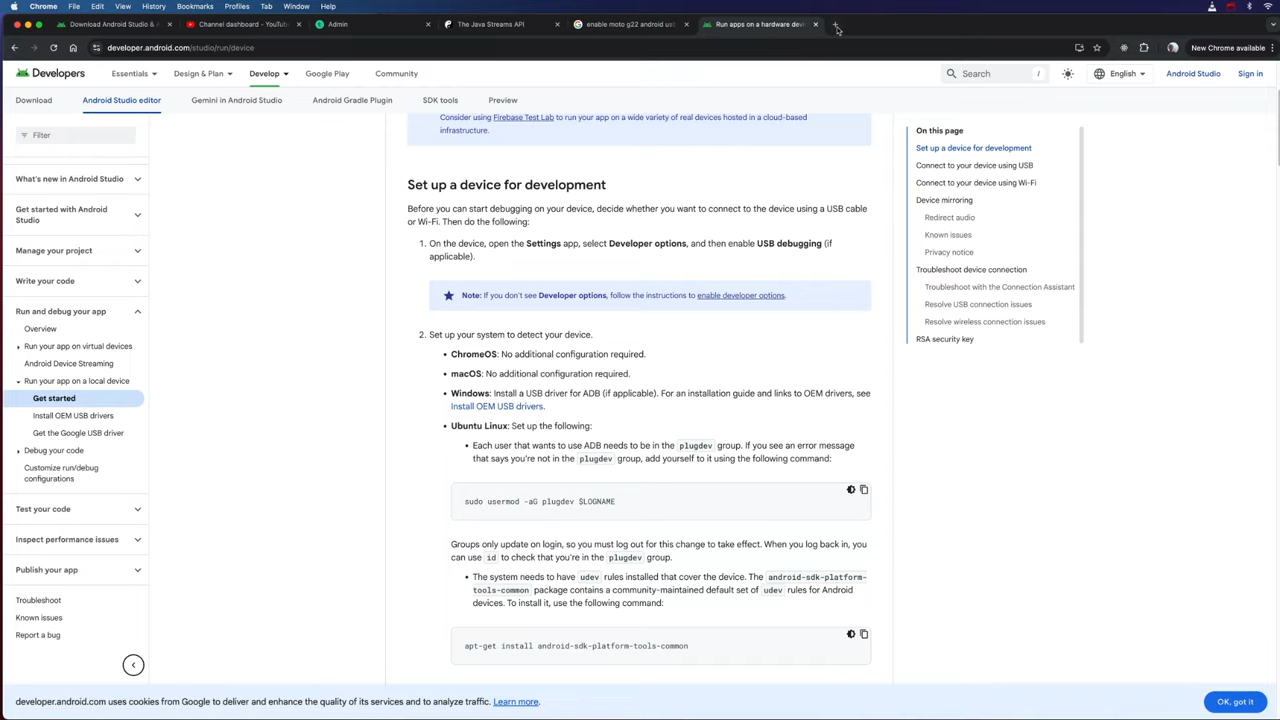 Chrome File Edit View History Bookmarks Profiles Tab Window Help
Download Android Studio & A
Channel dashboard - YouTube
Admin
The Java Streams API
enable moto g22 android usb
Run apps on a hardware devi
developer.android.com/studio/run/device
New Chrome available
Developers
Essentials
Design & Plan
Develop
Google Play
Community
Search
/
English
Android Studio
Sign in
Download
Android Studio editor
Gemini in Android Studio
Android Gradle Plugin
SDK tools
Preview
Filter
What's new in Android Studio
Get started with Android
Studio
Manage your project
Write your code
Run and debug your app
Overview
Run your app on virtual devices
Android Device Streaming
Run your app on a local device
Get started
Install OEM USB drivers
Get the Google USB driver
Debug your code
Customize run/debug
configurations
Test your code
Inspect performance issues
Publish your app
Troubleshoot
Known issues
Report a bug
Consider using Firebase Test Lab to run your app on a wide variety of real devices hosted in a cloud-based
infrastructure.
Set up a device for development
Before you can start debugging on your device, decide whether you want to connect to the device using a USB cable
or Wi-Fi. Then do the following:
1. On the device, open the Settings app, select Developer options, and then enable USB debugging (if
applicable).
Note: If you don't see Developer options, follow the instructions to enable developer options.
2. Set up your system to detect your device.
• ChromeOS: No additional configuration required.
• macOS: No additional configuration required.
• Windows: Install a USB driver for ADB (if applicable). For an installation guide and links to OEM drivers, see
Install OEM USB drivers.
• Ubuntu Linux: Set up the following:
• Each user that wants to use ADB needs to be in the plugdev group. If you see an error message
that says you're not in the plugdev group, add yourself to it using the following command:
sudo usermod -aG plugdev $LOGNAME
Groups only update on login, so you must log out for this change to take effect. When you log back in, you
can use id to check that you're in the plugdev group.
• The system needs to have udev rules installed that cover the device. The android-sdk-platform-
tools-common package contains a community-maintained default set of udev rules for Android
devices. To install it, use the following command:
apt-get install android-sdk-platform-tools-common
On this page
Set up a device for development
Connect to your device using USB
Connect to your device using Wi-Fi
Device mirroring
Redirect audio
Known issues
Privacy notice
Troubleshoot device connection
Troubleshoot with the Connection Assistant
Resolve USB connection issues
Resolve wireless connection issues
RSA security key
developer.android.com uses cookies from Google to deliver and enhance the quality of its services and to analyze traffic. Learn more.
OK, got it